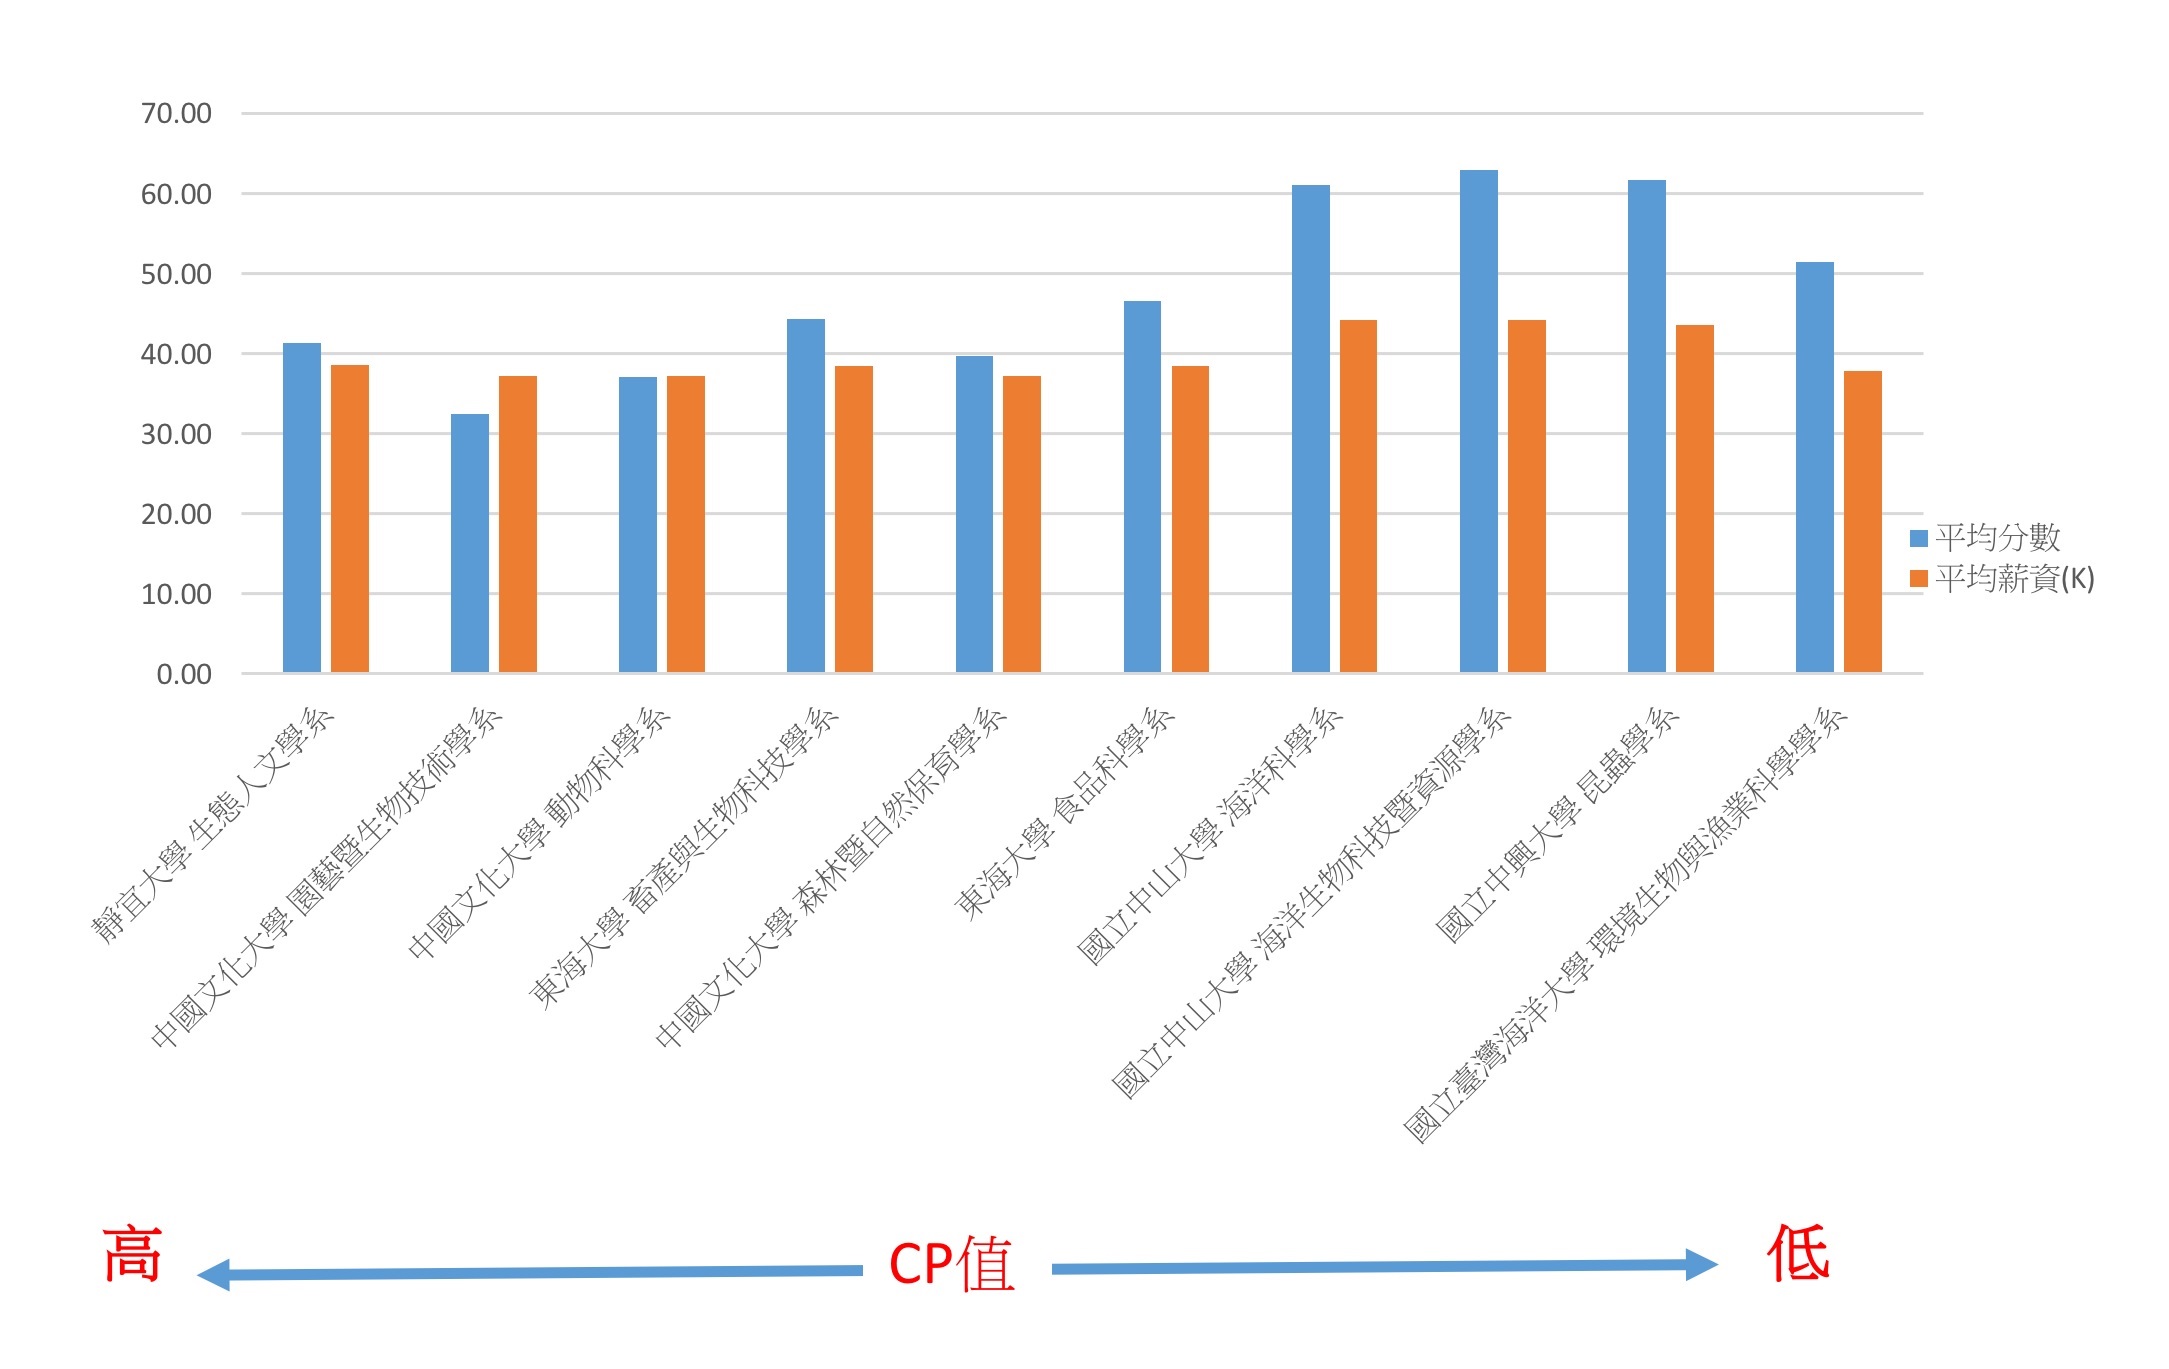 70.00
60.00
50.00
40.00
30.00
20.00
10.00
0.00
平均分數
平均薪資(K)
靜宜大學 生態人文學系
中國文化大學 園藝暨生物技術學系
中國文化大學 動物科學系
東海大學 畜產與生物科技學系
中國文化大學 森林暨自然保育學系
東海大學 食品科學系
國立中山大學 海洋科學系
國立中山大學 海洋生物科技暨資源學系
國立中興大學 昆蟲學系
國立臺灣海洋大學 環境生物與漁業科學學系
高
CP值
低